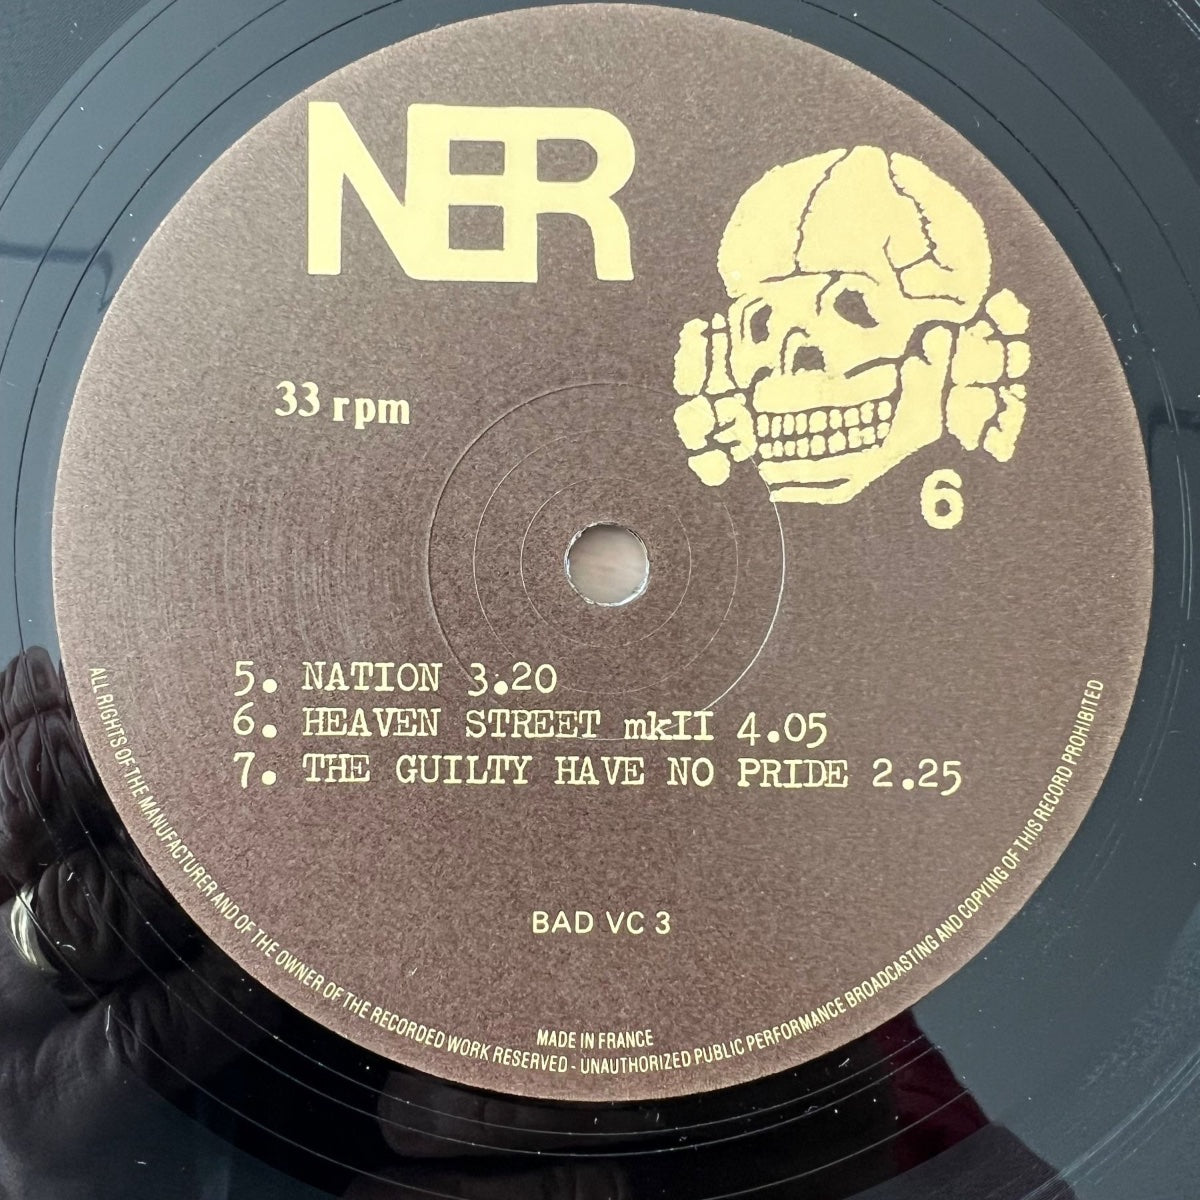 NER
33 rpm
6
5. NATION 3.20
6. HEAVEN STREET mkII 4.05
7. THE GUILTY HAVE NO PRIDE 2.25
BAD VC 3
MADE IN FRANCE
ALL RIGHTS OF THE MANUFACTURER AND OF THE OWNER OF THE RECORDED WORK RESERVED - UNAUTHORIZED PUBLIC PERFORMANCE BROADCASTING AND COPYING OF THIS RECORD PROHIBITED